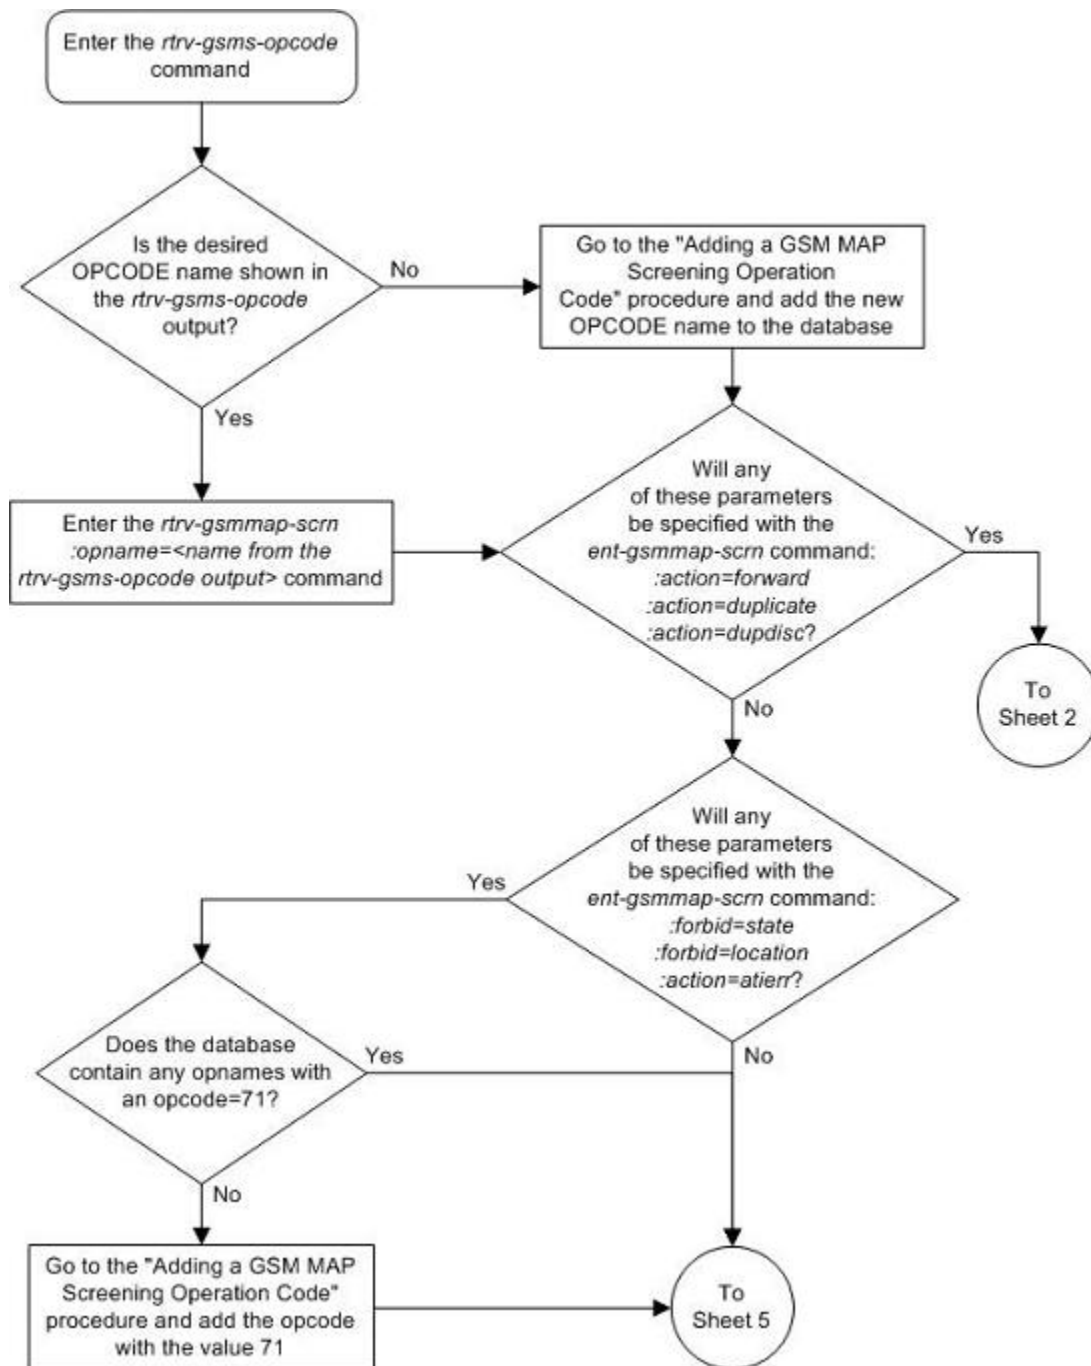 Enter the rtrv-gsms-opcode
command
Is the desired
OPCODE name shown in
the rtrv-gsms-opcode
output?
No
Go to the "Adding a GSM MAP
Screening Operation
Code" procedure and add the new
OPCODE name to the database
Yes
Enter the rtrv-gsmmap-scrn
:opname=<name from the
rtrv-gsms-opcode output> command
Will any
of these parameters
be specified with the
ent-gsmmap-scrn command:
:action=forward
:action=duplicate
:action=dupdisc?
Yes
To
Sheet 2
No
Will any
of these parameters
be specified with the
ent-gsmmap-scrn command:
:forbid=state
:forbid=location
:action=atierr?
Yes
No
Does the database
contain any opnames with
an opcode=71?
Yes
No
Go to the "Adding a GSM MAP
Screening Operation Code"
procedure and add the opcode
with the value 71
To
Sheet 5